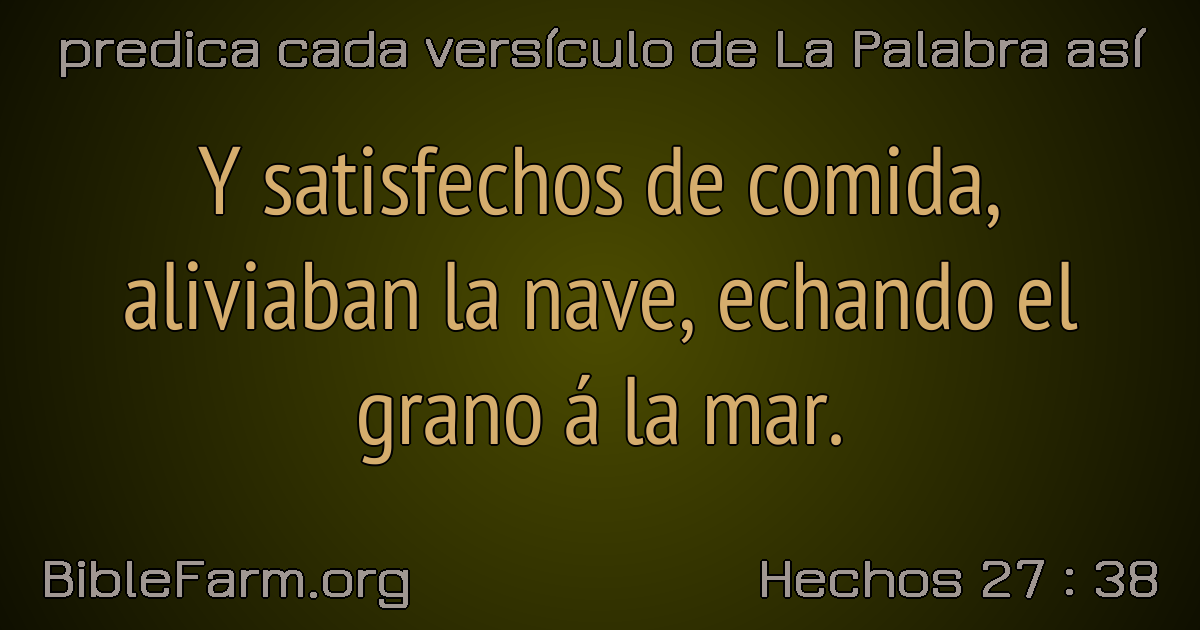 predica cada versículo de La Palabra así
Y satisfechos de comida,
aliviaban la nave, echando el
grano á la mar.
BibleFarm.org
Hechos 27 : 38